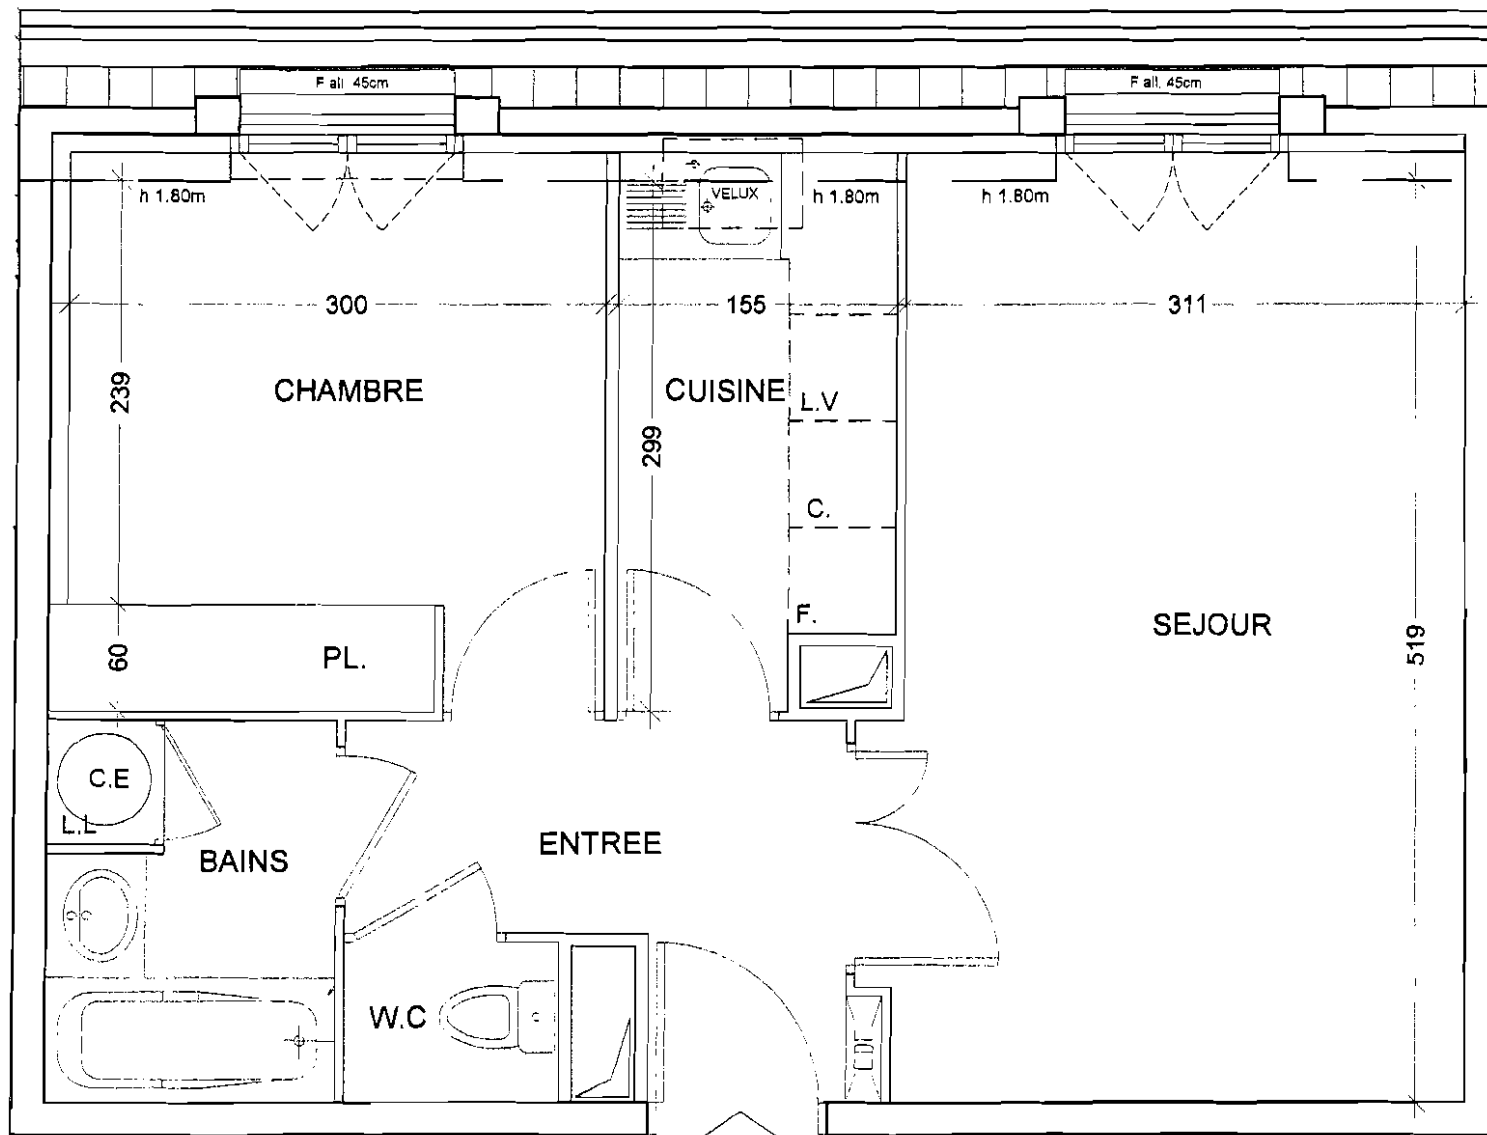 F all. 45cm
F all. 45cm
h 1.80m
VELUX
h 1.80m
h 1.80m
300
155
311
239
CHAMBRE
CUISINE
L.V
299
C.
F.
SEJOUR
519
60
PL.
C.E
L.L
BAINS
ENTREE
W.C